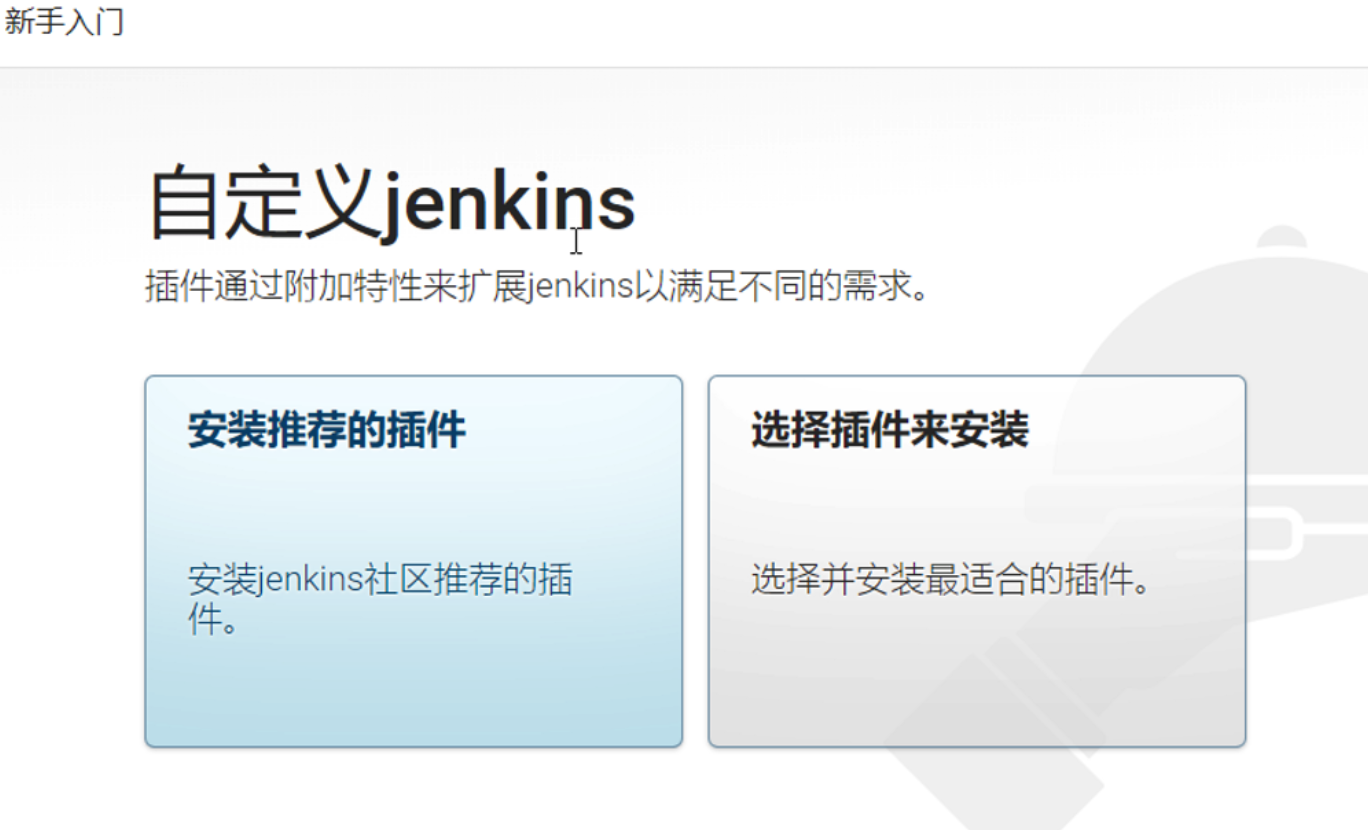 新手入门
自定义jenkins
插件通过附加特性来扩展jenkins以满足不同的需求。
安装推荐的插件
安装jenkins社区推荐的插
件。
选择插件来安装
选择并安装最适合的插件。